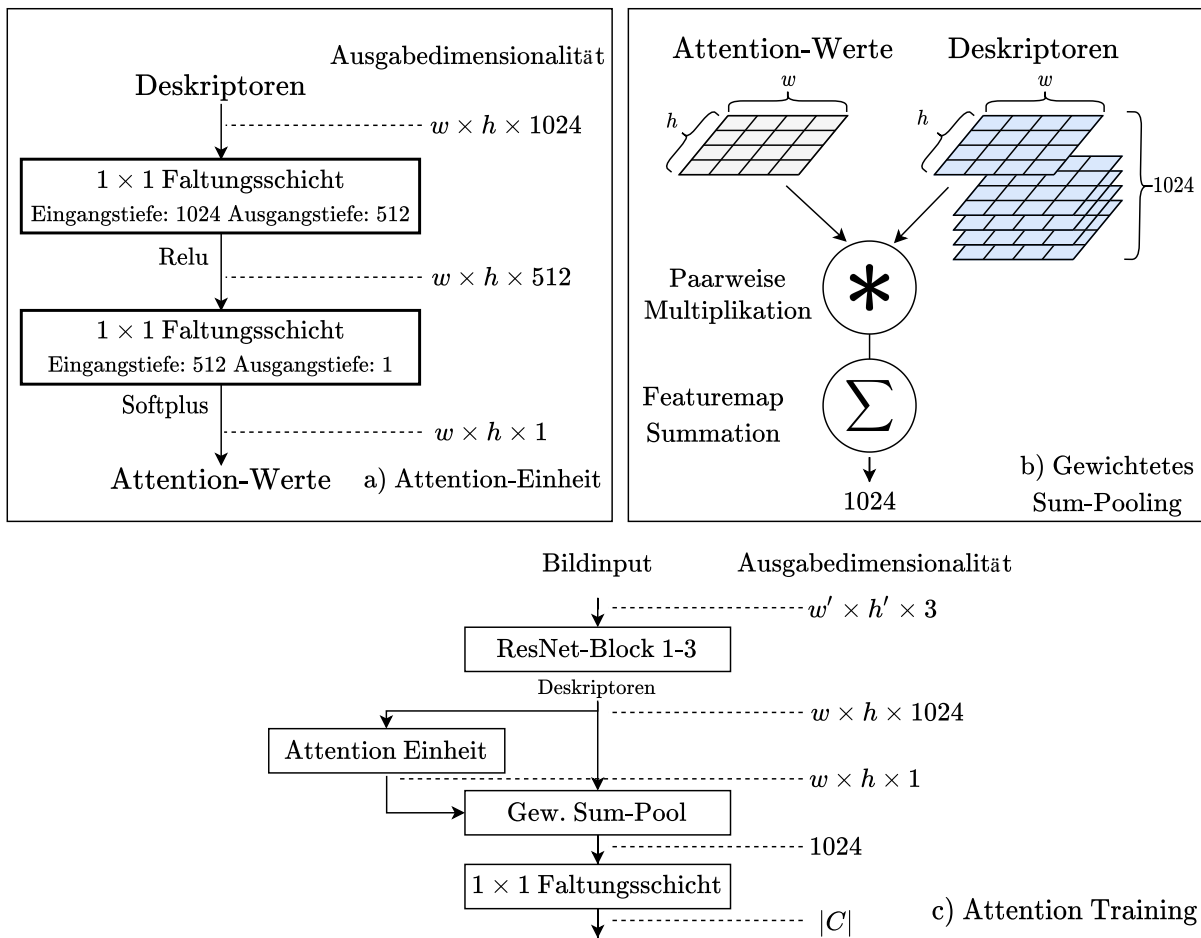 Ausgabedimensionalität
Deskriptoren
w × h × 1024
1 × 1 Faltungsschicht
Eingangstiefe: 1024 Ausgangstiefe: 512
Relu
w × h × 512
1 × 1 Faltungsschicht
Eingangstiefe: 512 Ausgangstiefe: 1
Softplus
w × h × 1
Attention-Werte
a) Attention-Einheit
Attention-Werte
Deskriptoren
w
w
h
h
1024
*
Paarweise
Multiplikation
Σ
Featuremap
Summation
1024
b) Gewichtetes
Sum-Pooling
Bildinput
Ausgabedimensionalität
w′ × h′ × 3
ResNet-Block 1-3
Deskriptoren
w × h × 1024
Attention Einheit
w × h × 1
Gew. Sum-Pool
1024
1 × 1 Faltungsschicht
|C|
c) Attention Training